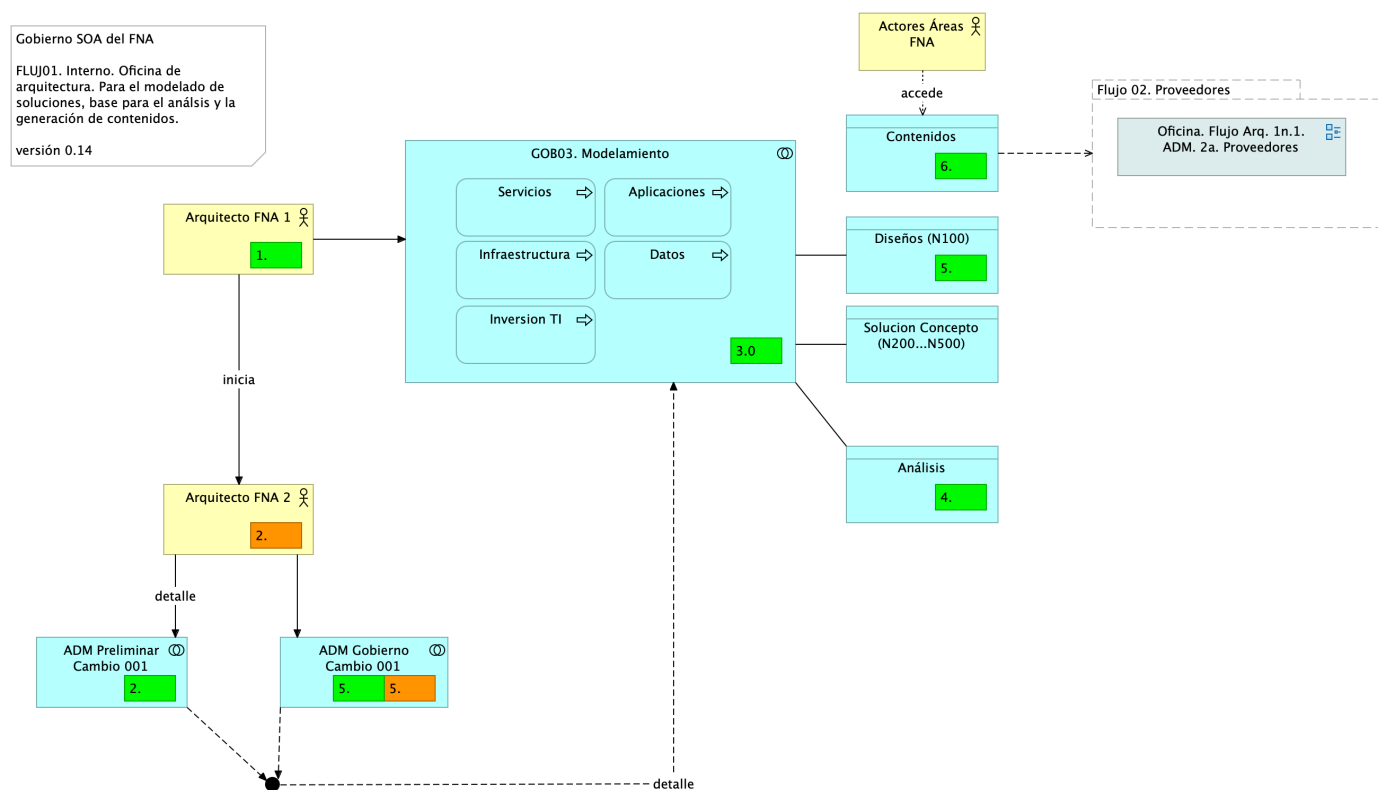 Gobierno SOA del FNA
FLUJ01. Interno. Oficina de
arquitectura. Para el modelado de
soluciones, base para el análsis y la
generación de contenidos.
versión 0.14
Actores Áreas
FNA
accede
Contenidos
6.
Flujo 02. Proveedores
Oficina. Flujo Arq. 1n.1.
ADM. 2a. Proveedores
GOB03. Modelamiento
Servicios
Aplicaciones
Infraestructura
Datos
Inversion TI
3.0
Arquitecto FNA 1
1.
Diseños (N100)
5.
Solucion Concepto
(N200...N500)
Análisis
4.
inicia
Arquitecto FNA 2
2.
detalle
ADM Preliminar
Cambio 001
2.
ADM Gobierno
Cambio 001
5.
5.
detalle